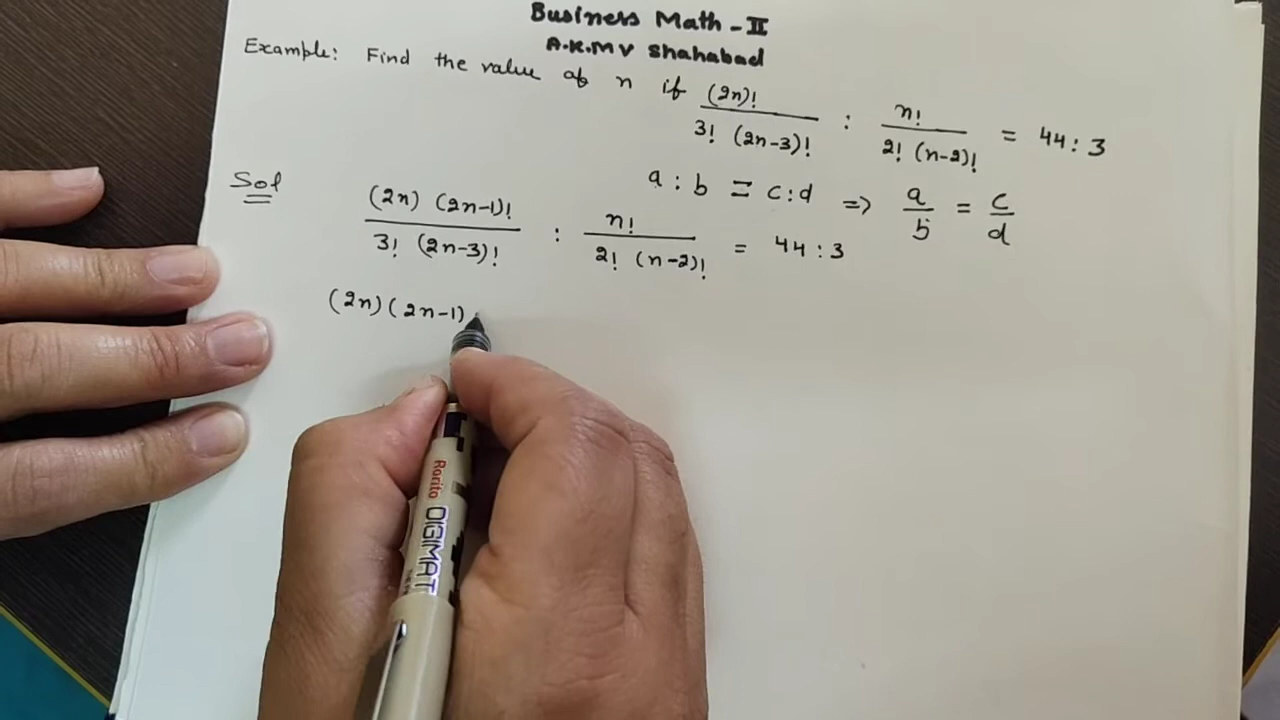 Business Math - II
A.K.M.V Shahabad
Example: Find the value of n if (2n)! / 3! (2n-3)! : n! / 2! (n-2)! = 44 : 3
a : b = c : d => a/b = c/d
Sol
(2n) (2n-1)! / 3! (2n-3)! : n! / 2! (n-2)! = 44 : 3
(2n) (2n-1)
Rorito DIGIMAT